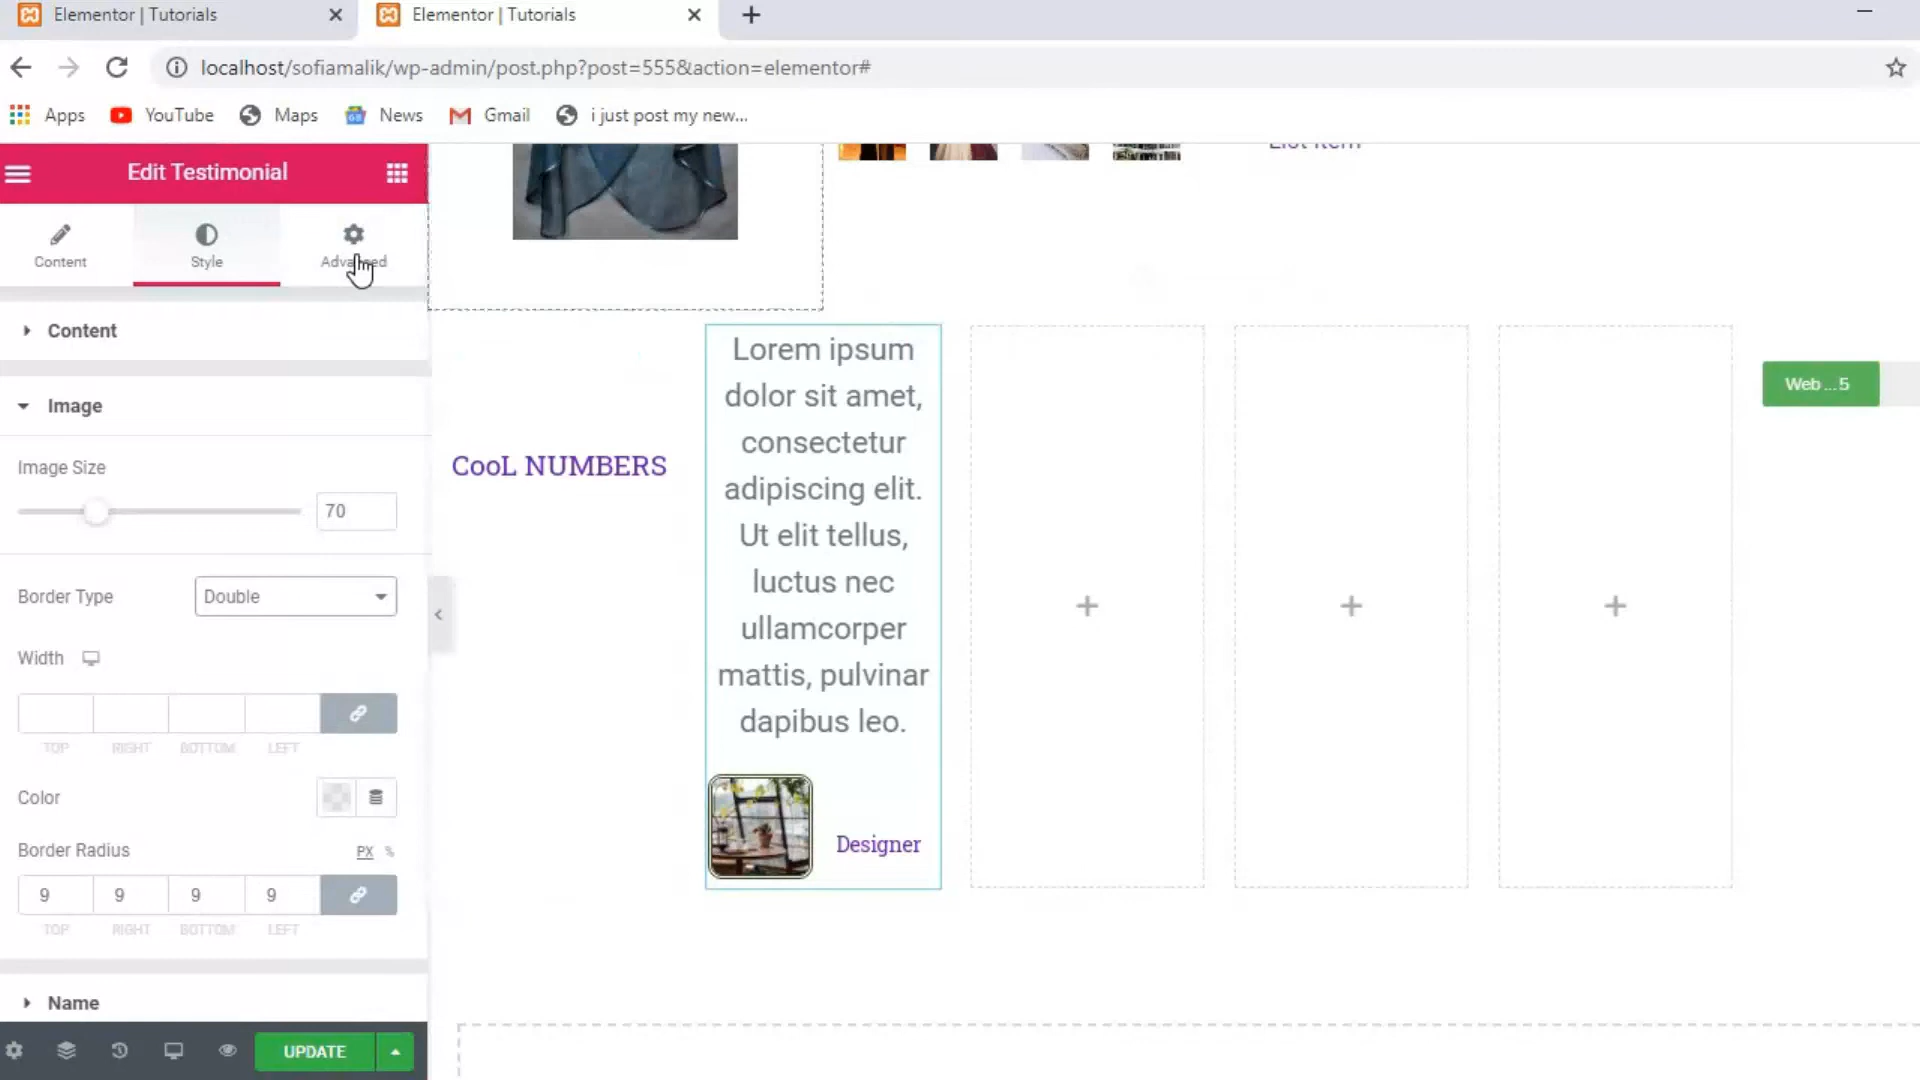 Elementor | Tutorials
Elementor | Tutorials
localhost/sofiamalik/wp-admin/post.php?post=555&action=elementor#
Apps
YouTube
Maps
News
Gmail
i just post my new...
Edit Testimonial
Content
Style
Advanced
Content
Image
Image Size
70
Border Type
Double
Width
TOP RIGHT BOTTOM LEFT
Color
Border Radius
PX %
9 9 9 9
TOP RIGHT BOTTOM LEFT
Name
UPDATE
List Item
CooL NUMBERS
Lorem ipsum
dolor sit amet,
consectetur
adipiscing elit.
Ut elit tellus,
luctus nec
ullamcorper
mattis, pulvinar
dapibus leo.
Designer
Web ... 5